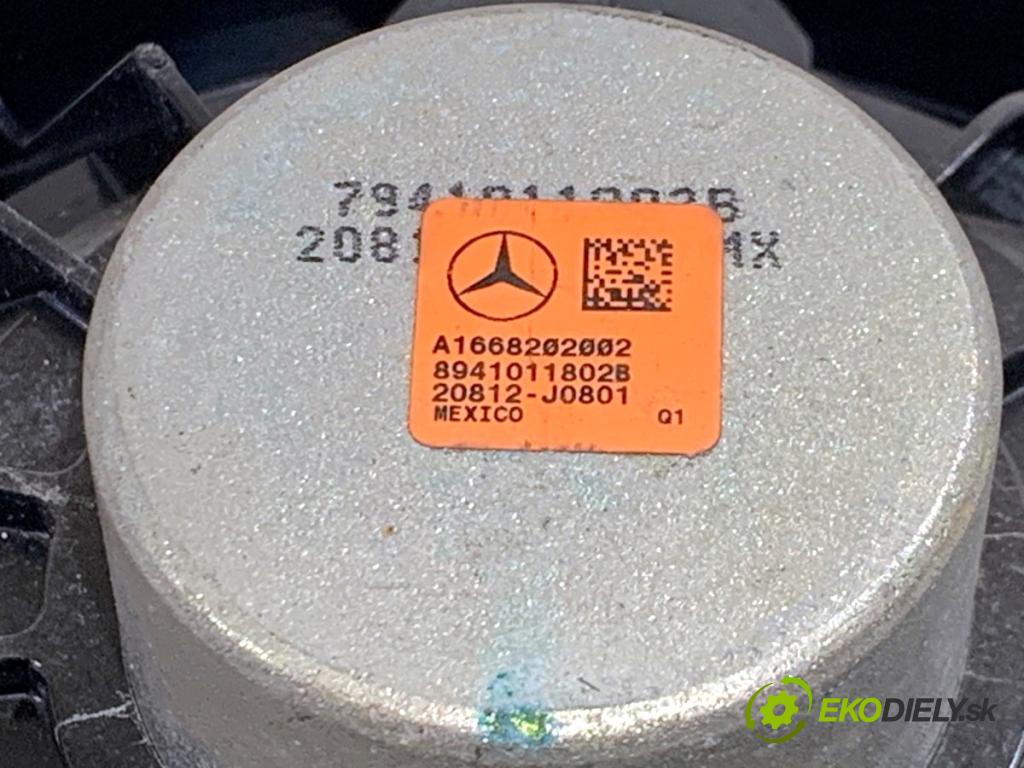 A1668202002
8941011802B
20812-J0801
MEXICO Q1
EKODIELY.sk